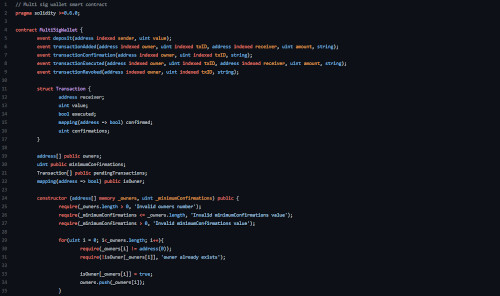 1 // Multi sig wallet smart contract
2 pragma solidity >=0.6.0;
3
4 contract MultiSigWallet {
5 event deposit(address indexed sender, uint value);
6 event transactionAdded(address indexed owner, uint indexed txID, address indexed receiver, uint amount, string);
7 event transactionConfirmation(address indexed owner, uint indexed txID, string);
8 event transactionExecuted(address indexed owner, uint indexed txID, address indexed receiver, uint amount, string);
9 event transactionRevoked(address indexed owner, uint indexed txID, string);
10
11 struct Transaction {
12 address receiver;
13 uint value;
14 bool executed;
15 mapping(address => bool) confirmed;
16 uint confirmations;
17 }
18
19 address[] public owners;
20 uint public minimumConfirmations;
21 Transaction[] public pendingTransactions;
22 mapping(address => bool) public isOwner;
23
24 constructor (address[] memory _owners, uint _minimumConfirmations) public {
25 require(_owners.length > 0, 'Invalid owners number');
26 require(_minimumConfirmations <= _owners.length, 'Invalid minimumConfirmations value');
27 require(_minimumConfirmations > 0, 'Invalid minimumConfirmations value');
28
29 for(uint i = 0; i<_owners.length; i++){
30 require(_owners[i] != address(0));
31 require(!isOwner[_owners[i]], 'owner already exists');
32
33 isOwner[_owners[i]] = true;
34 owners.push(_owners[i]);
35 }